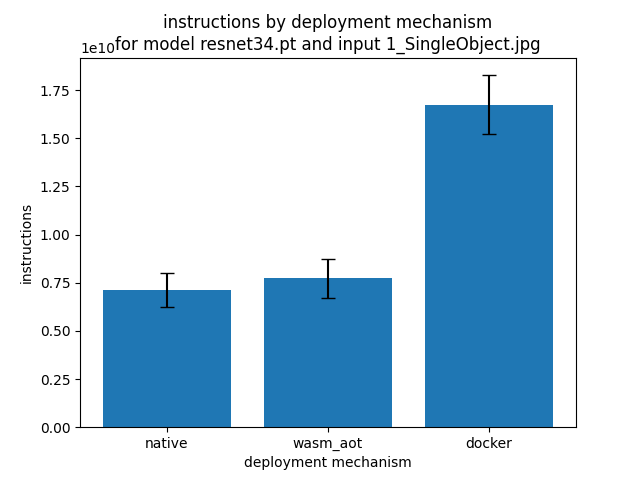 instructions by deployment mechanism
for model resnet34.pt and input 1_SingleObject.jpg
1e10
1.75
1.50
1.25
1.00
0.75
0.50
0.25
0.00
instructions
native wasm_aot docker
deployment mechanism